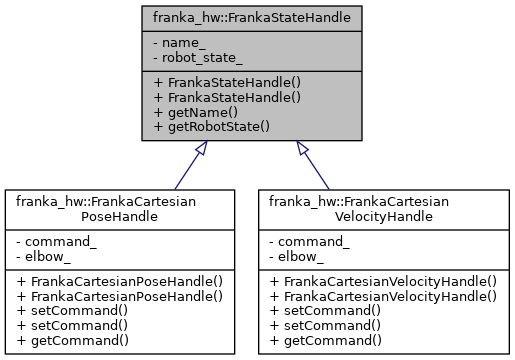 franka_hw::FrankaStateHandle
- name_
- robot_state_
+ FrankaStateHandle()
+ FrankaStateHandle()
+ getName()
+ getRobotState()
franka_hw::FrankaCartesian
PoseHandle
- command_
- elbow_
+ FrankaCartesianPoseHandle()
+ FrankaCartesianPoseHandle()
+ setCommand()
+ setCommand()
+ getCommand()
franka_hw::FrankaCartesian
VelocityHandle
- command_
- elbow_
+ FrankaCartesianVelocityHandle()
+ FrankaCartesianVelocityHandle()
+ setCommand()
+ setCommand()
+ getCommand()